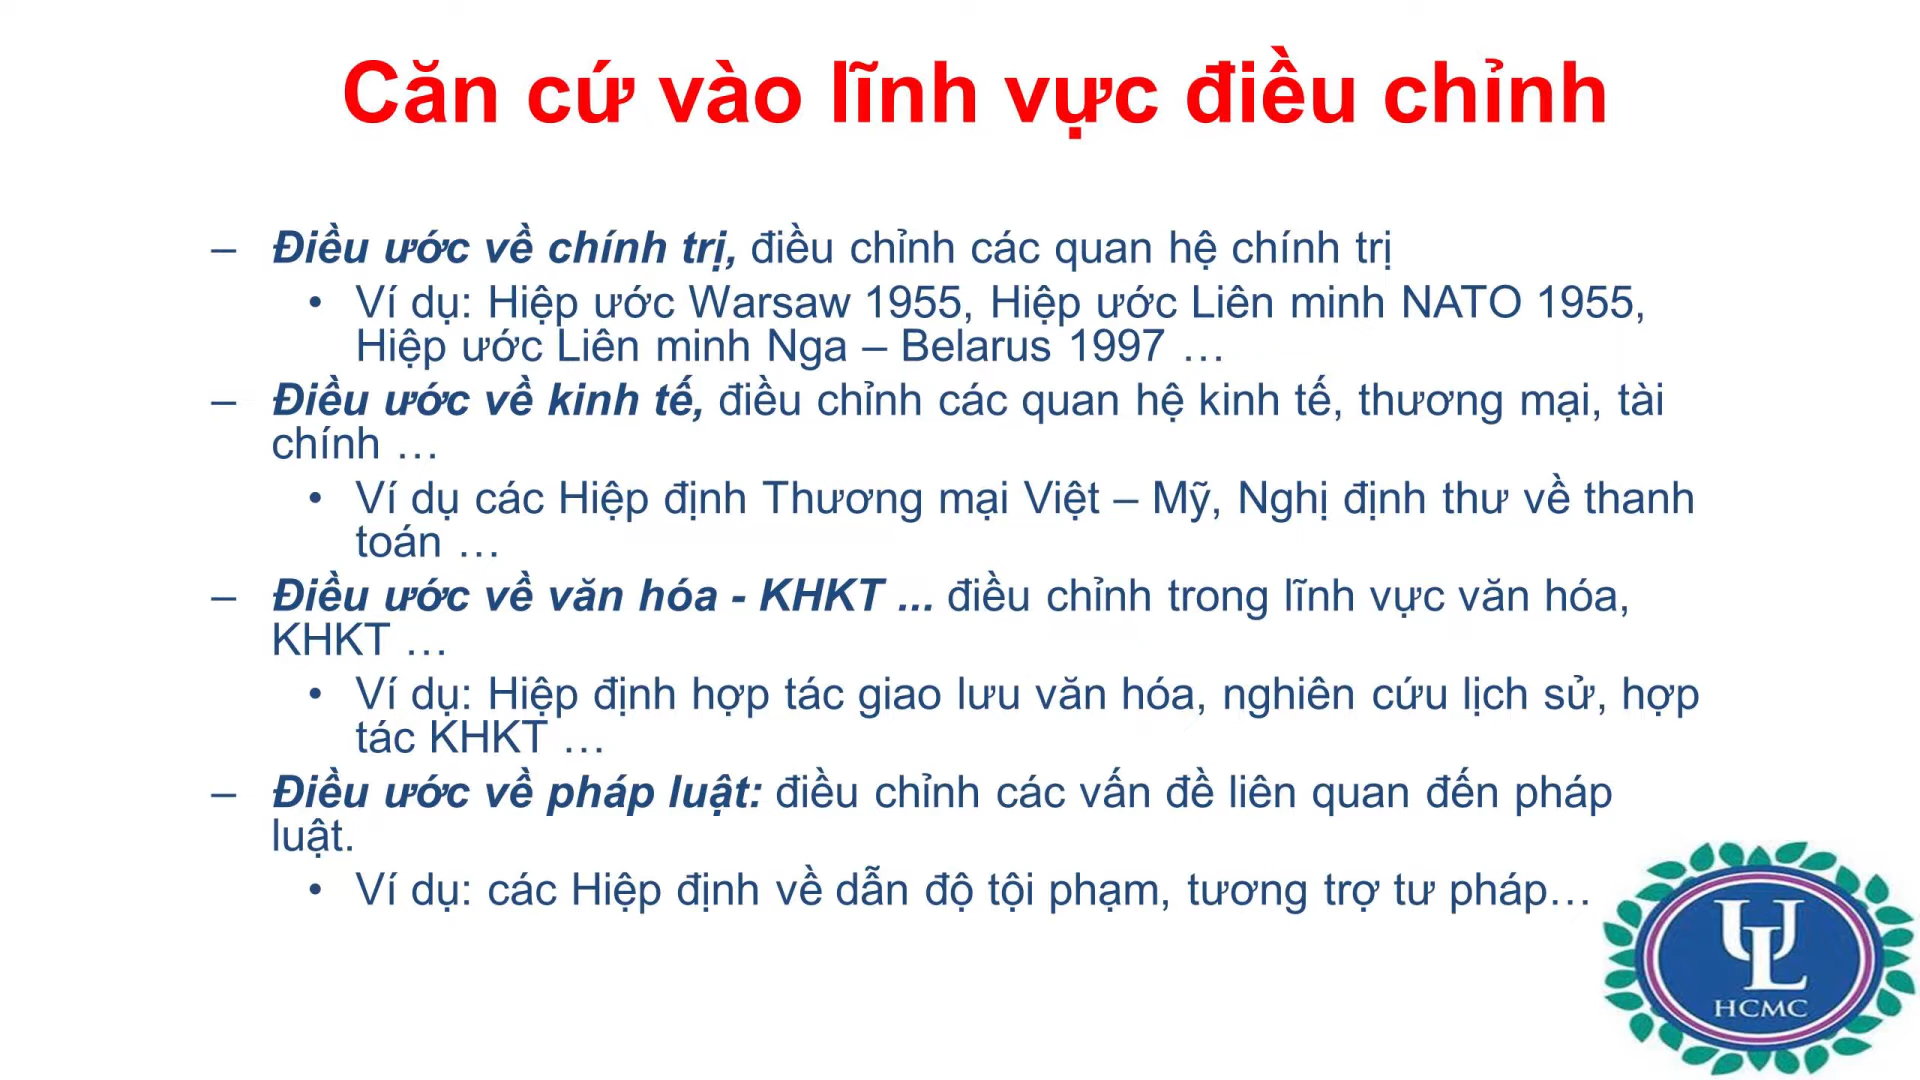 Căn cứ vào lĩnh vực điều chỉnh
– Điều ước về chính trị, điều chỉnh các quan hệ chính trị
• Ví dụ: Hiệp ước Warsaw 1955, Hiệp ước Liên minh NATO 1955,
Hiệp ước Liên minh Nga – Belarus 1997 …
– Điều ước về kinh tế, điều chỉnh các quan hệ kinh tế, thương mại, tài
chính …
• Ví dụ các Hiệp định Thương mại Việt – Mỹ, Nghị định thư về thanh
toán …
– Điều ước về văn hóa - KHKT ... điều chỉnh trong lĩnh vực văn hóa,
KHKT …
• Ví dụ: Hiệp định hợp tác giao lưu văn hóa, nghiên cứu lịch sử, hợp
tác KHKT …
– Điều ước về pháp luật: điều chỉnh các vấn đề liên quan đến pháp
luật.
• Ví dụ: các Hiệp định về dẫn độ tội phạm, tương trợ tư pháp…
UL
HCMC